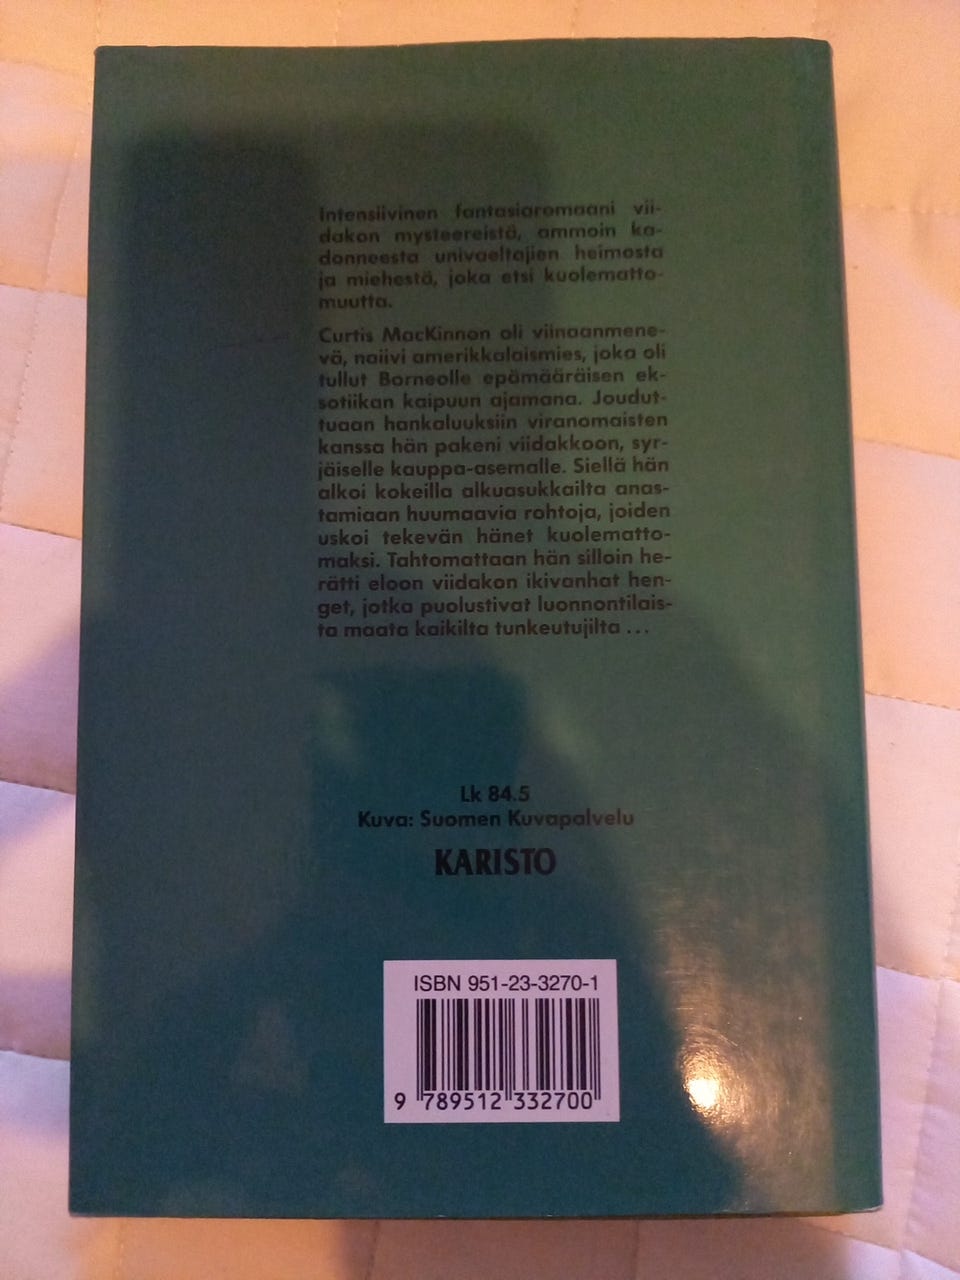 Intensiivinen fantasiaromaani vii-
dakon mysteereistä, ammoin ka-
donneesta univaeltajien heimosta
ja miehestä, joka etsi kuolematto-
muutta.
Curtis MacKinnon oli viinaanmene-
vä, naiivi amerikkalaismies, joka oli
tullut Borneolle epämääräisen ek-
sotiikan kaipuun ajamana. Joudut-
tuaan hankaluuksiin viranomaisten
kanssa hän pakeni viidakkoon, syr-
jäiselle kauppa-asemalle. Siellä hän
alkoi kokeilla alkuasukkailta anas-
tamiaan huumaavia rohtoja, joiden
uskoi tekevän hänet kuolematto-
maksi. Tahtomattaan hän silloin he-
rätti eloon viidakon ikivanhat hen-
get, jotka puolustivat luonnontilais-
ta maata kaikilta tunkeutujilta ...
Lk 84.5
Kuva: Suomen Kuvapalvelu
KARISTO
ISBN 951-23-3270-1
9 789512 332700